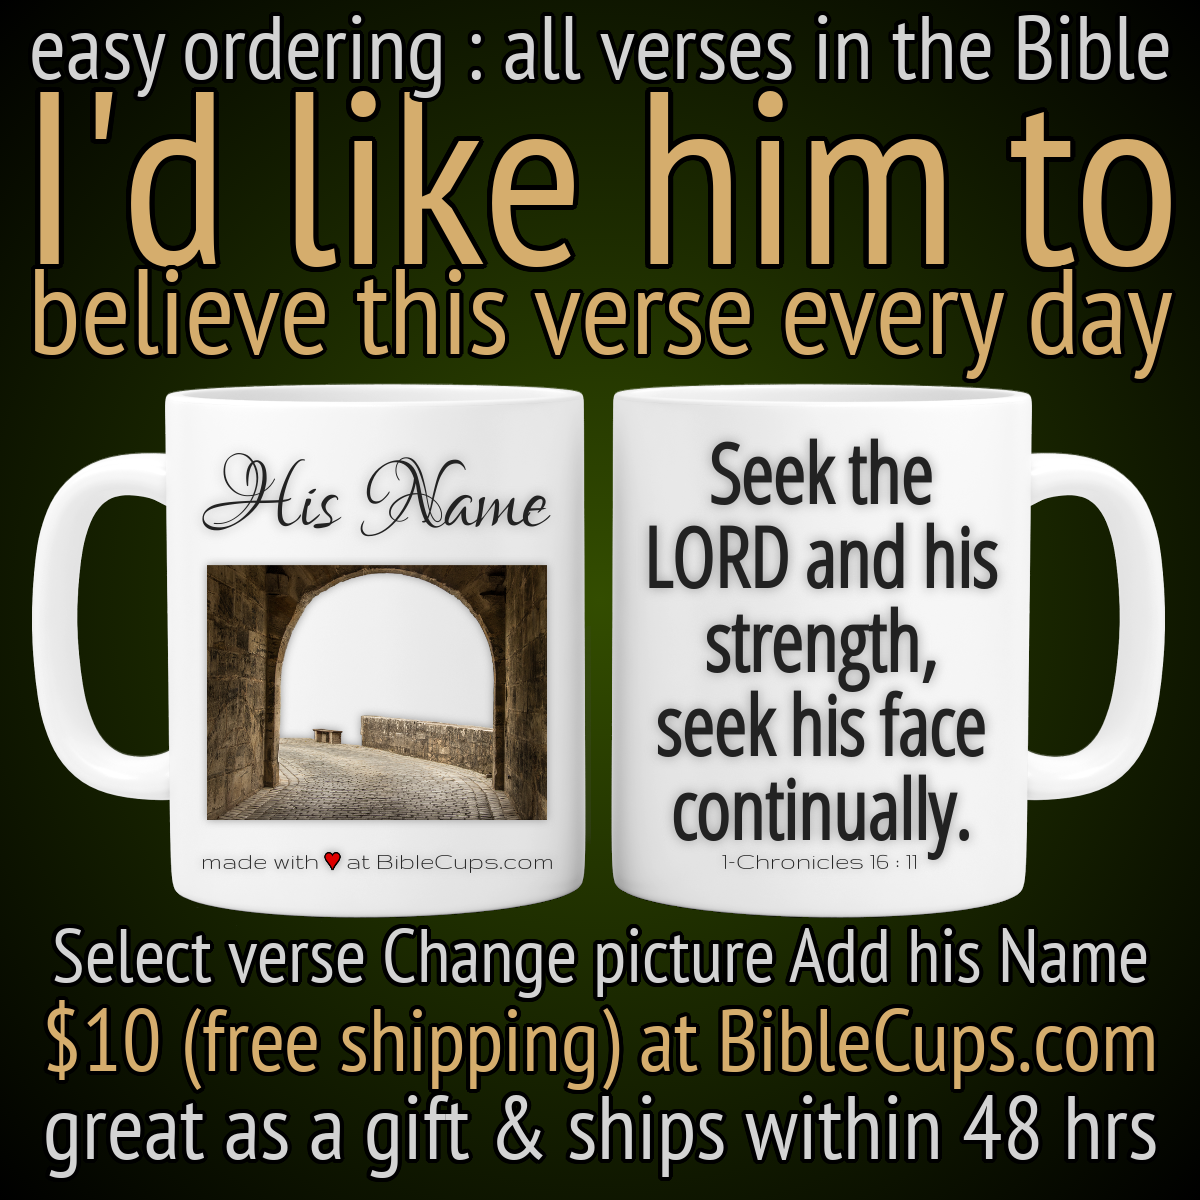 easy ordering : all verses in the Bible
I'd like him to
believe this verse every day
His Name
made with ♥ at BibleCups.com
Seek the
LORD and his
strength,
seek his face
continually.
1-Chronicles 16 : 11
Select verse Change picture Add his Name
$10 (free shipping) at BibleCups.com
great as a gift & ships within 48 hrs